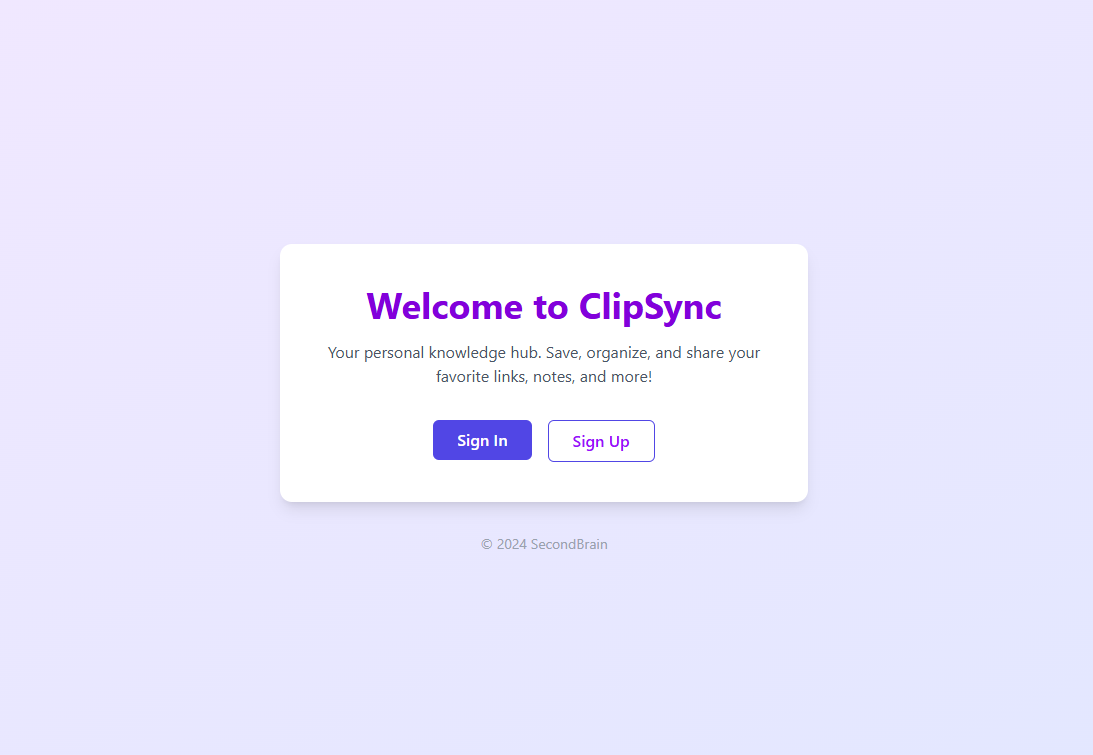 Welcome to ClipSync
Your personal knowledge hub. Save, organize, and share your
favorite links, notes, and more!
Sign In
Sign Up
© 2024 SecondBrain